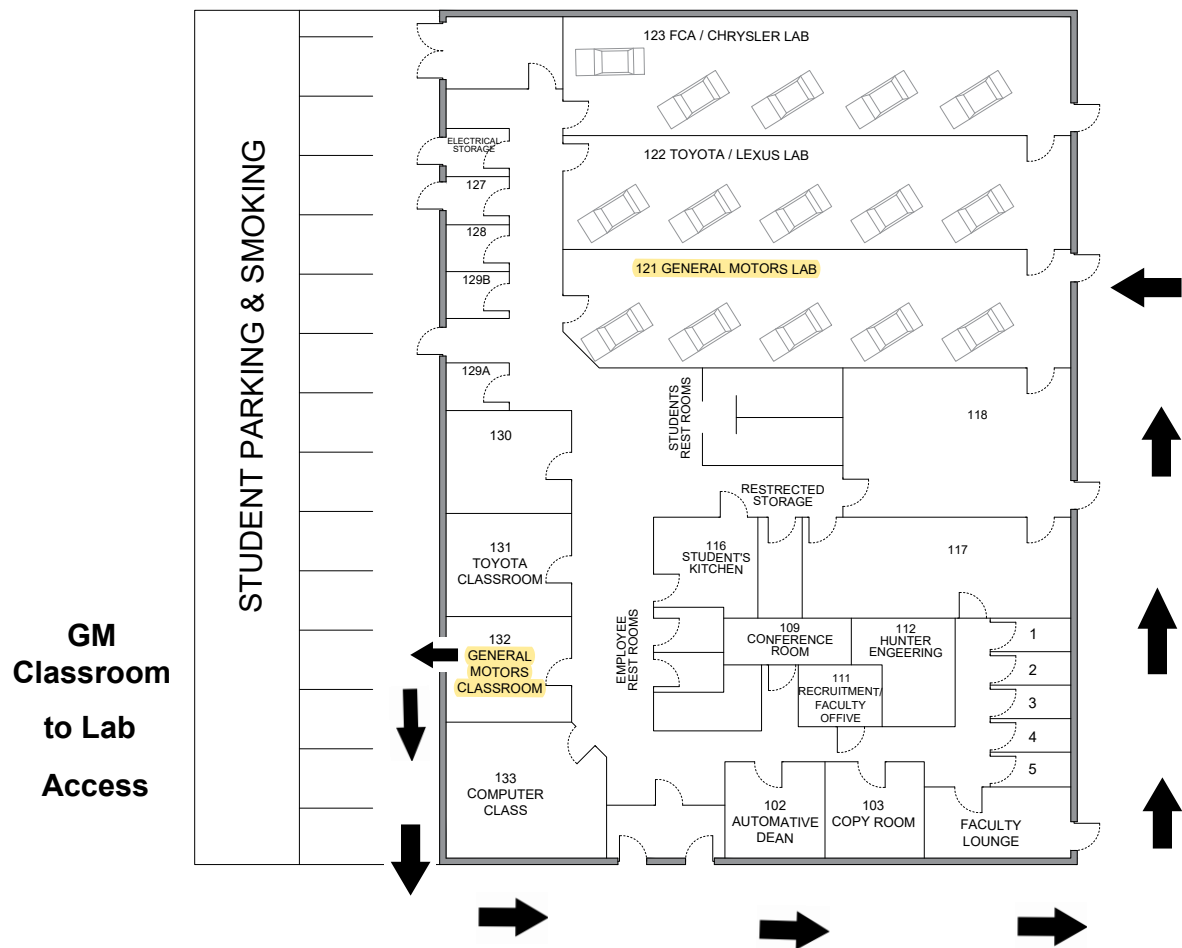 123 FCA / CHRYSLER LAB
ELECTRICAL
STORAGE
122 TOYOTA / LEXUS LAB
127
128
121 GENERAL MOTORS LAB
129B
129A
STUDENT PARKING & SMOKING
STUDENTS
REST ROOMS
118
130
RESTRECTED
STORAGE
131
TOYOTA
CLASSROOM
116
STUDENT'S
KITCHEN
117
GM
Classroom
to Lab
Access
132
GENERAL
MOTORS
CLASSROOM
EMPLOYEE
REST ROOMS
109
CONFERENCE
ROOM
112
HUNTER
ENGEERING
111
RECRUITMENT/
FACULTY
OFFIVE
1
2
3
4
5
133
COMPUTER
CLASS
102
AUTOMATIVE
DEAN
103
COPY ROOM
FACULTY
LOUNGE